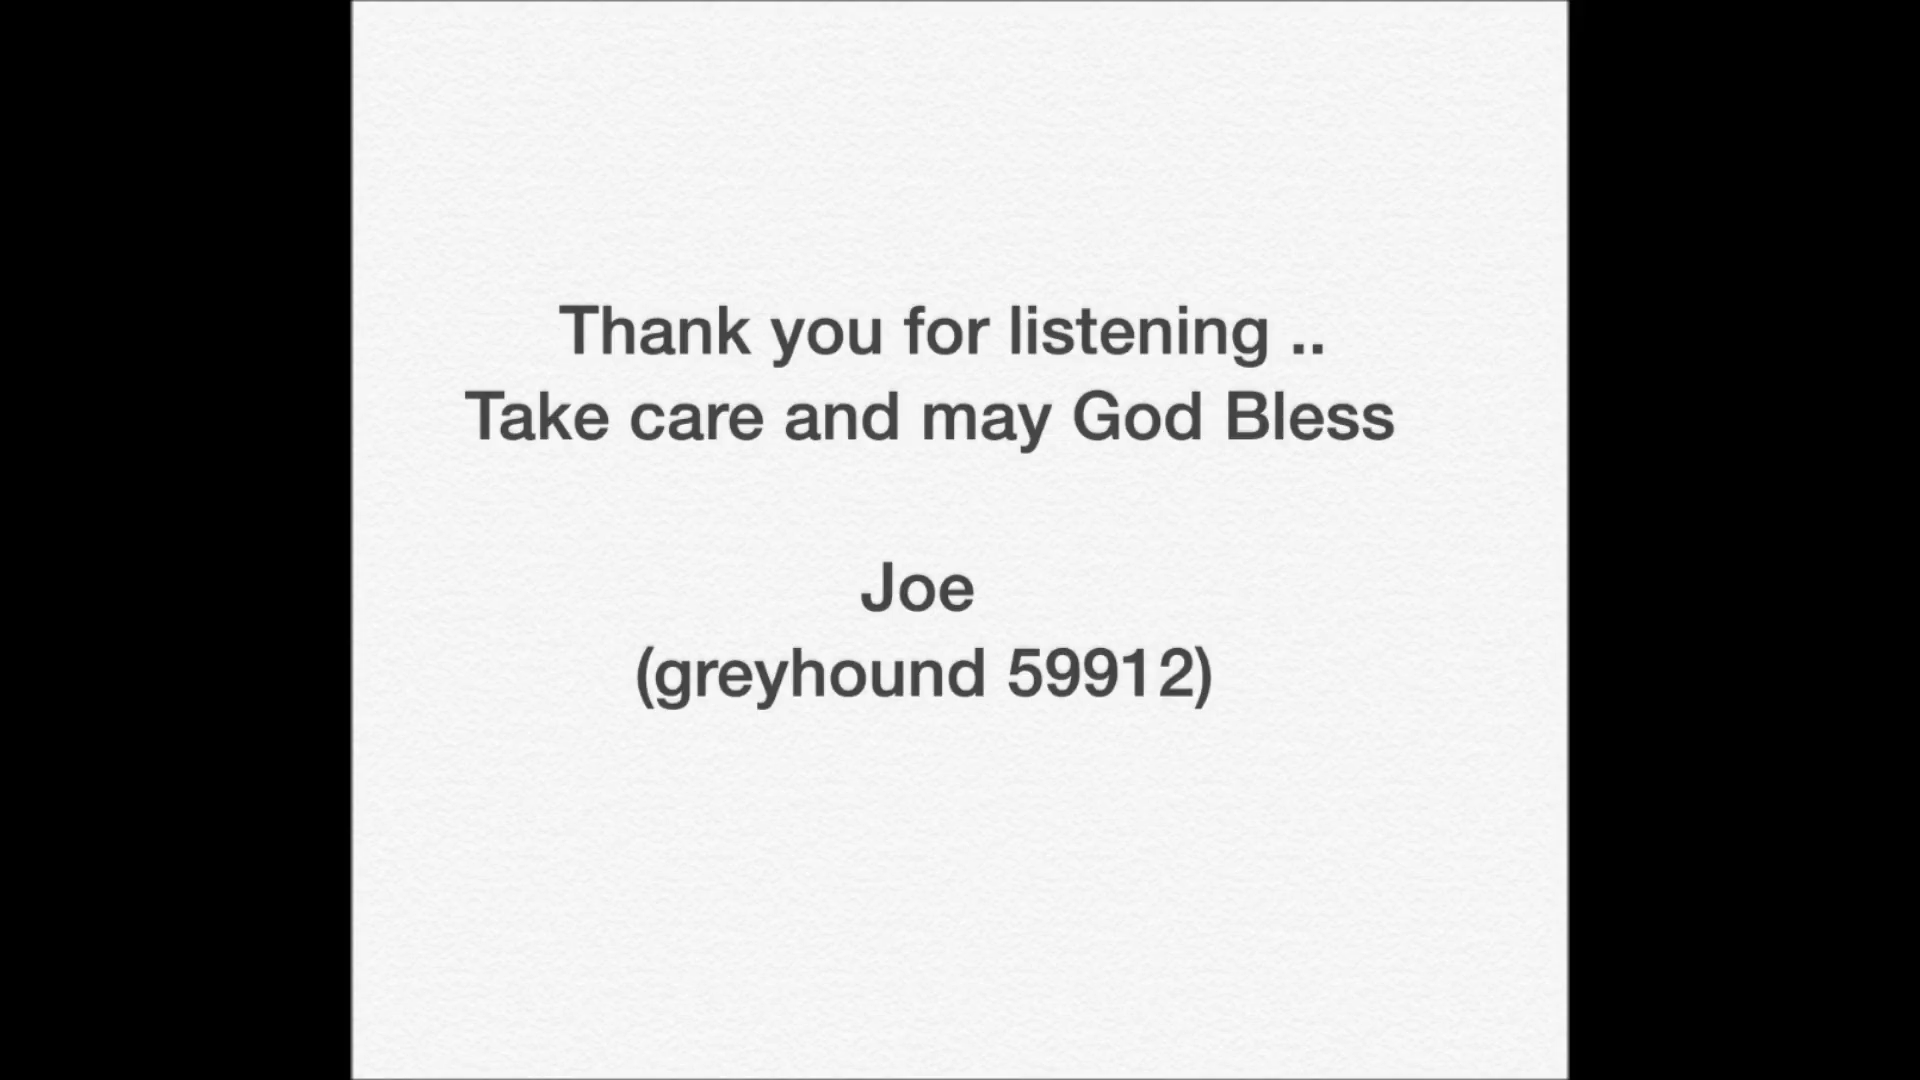 Thank you for listening ..
Take care and may God Bless
Joe
(greyhound 59912)